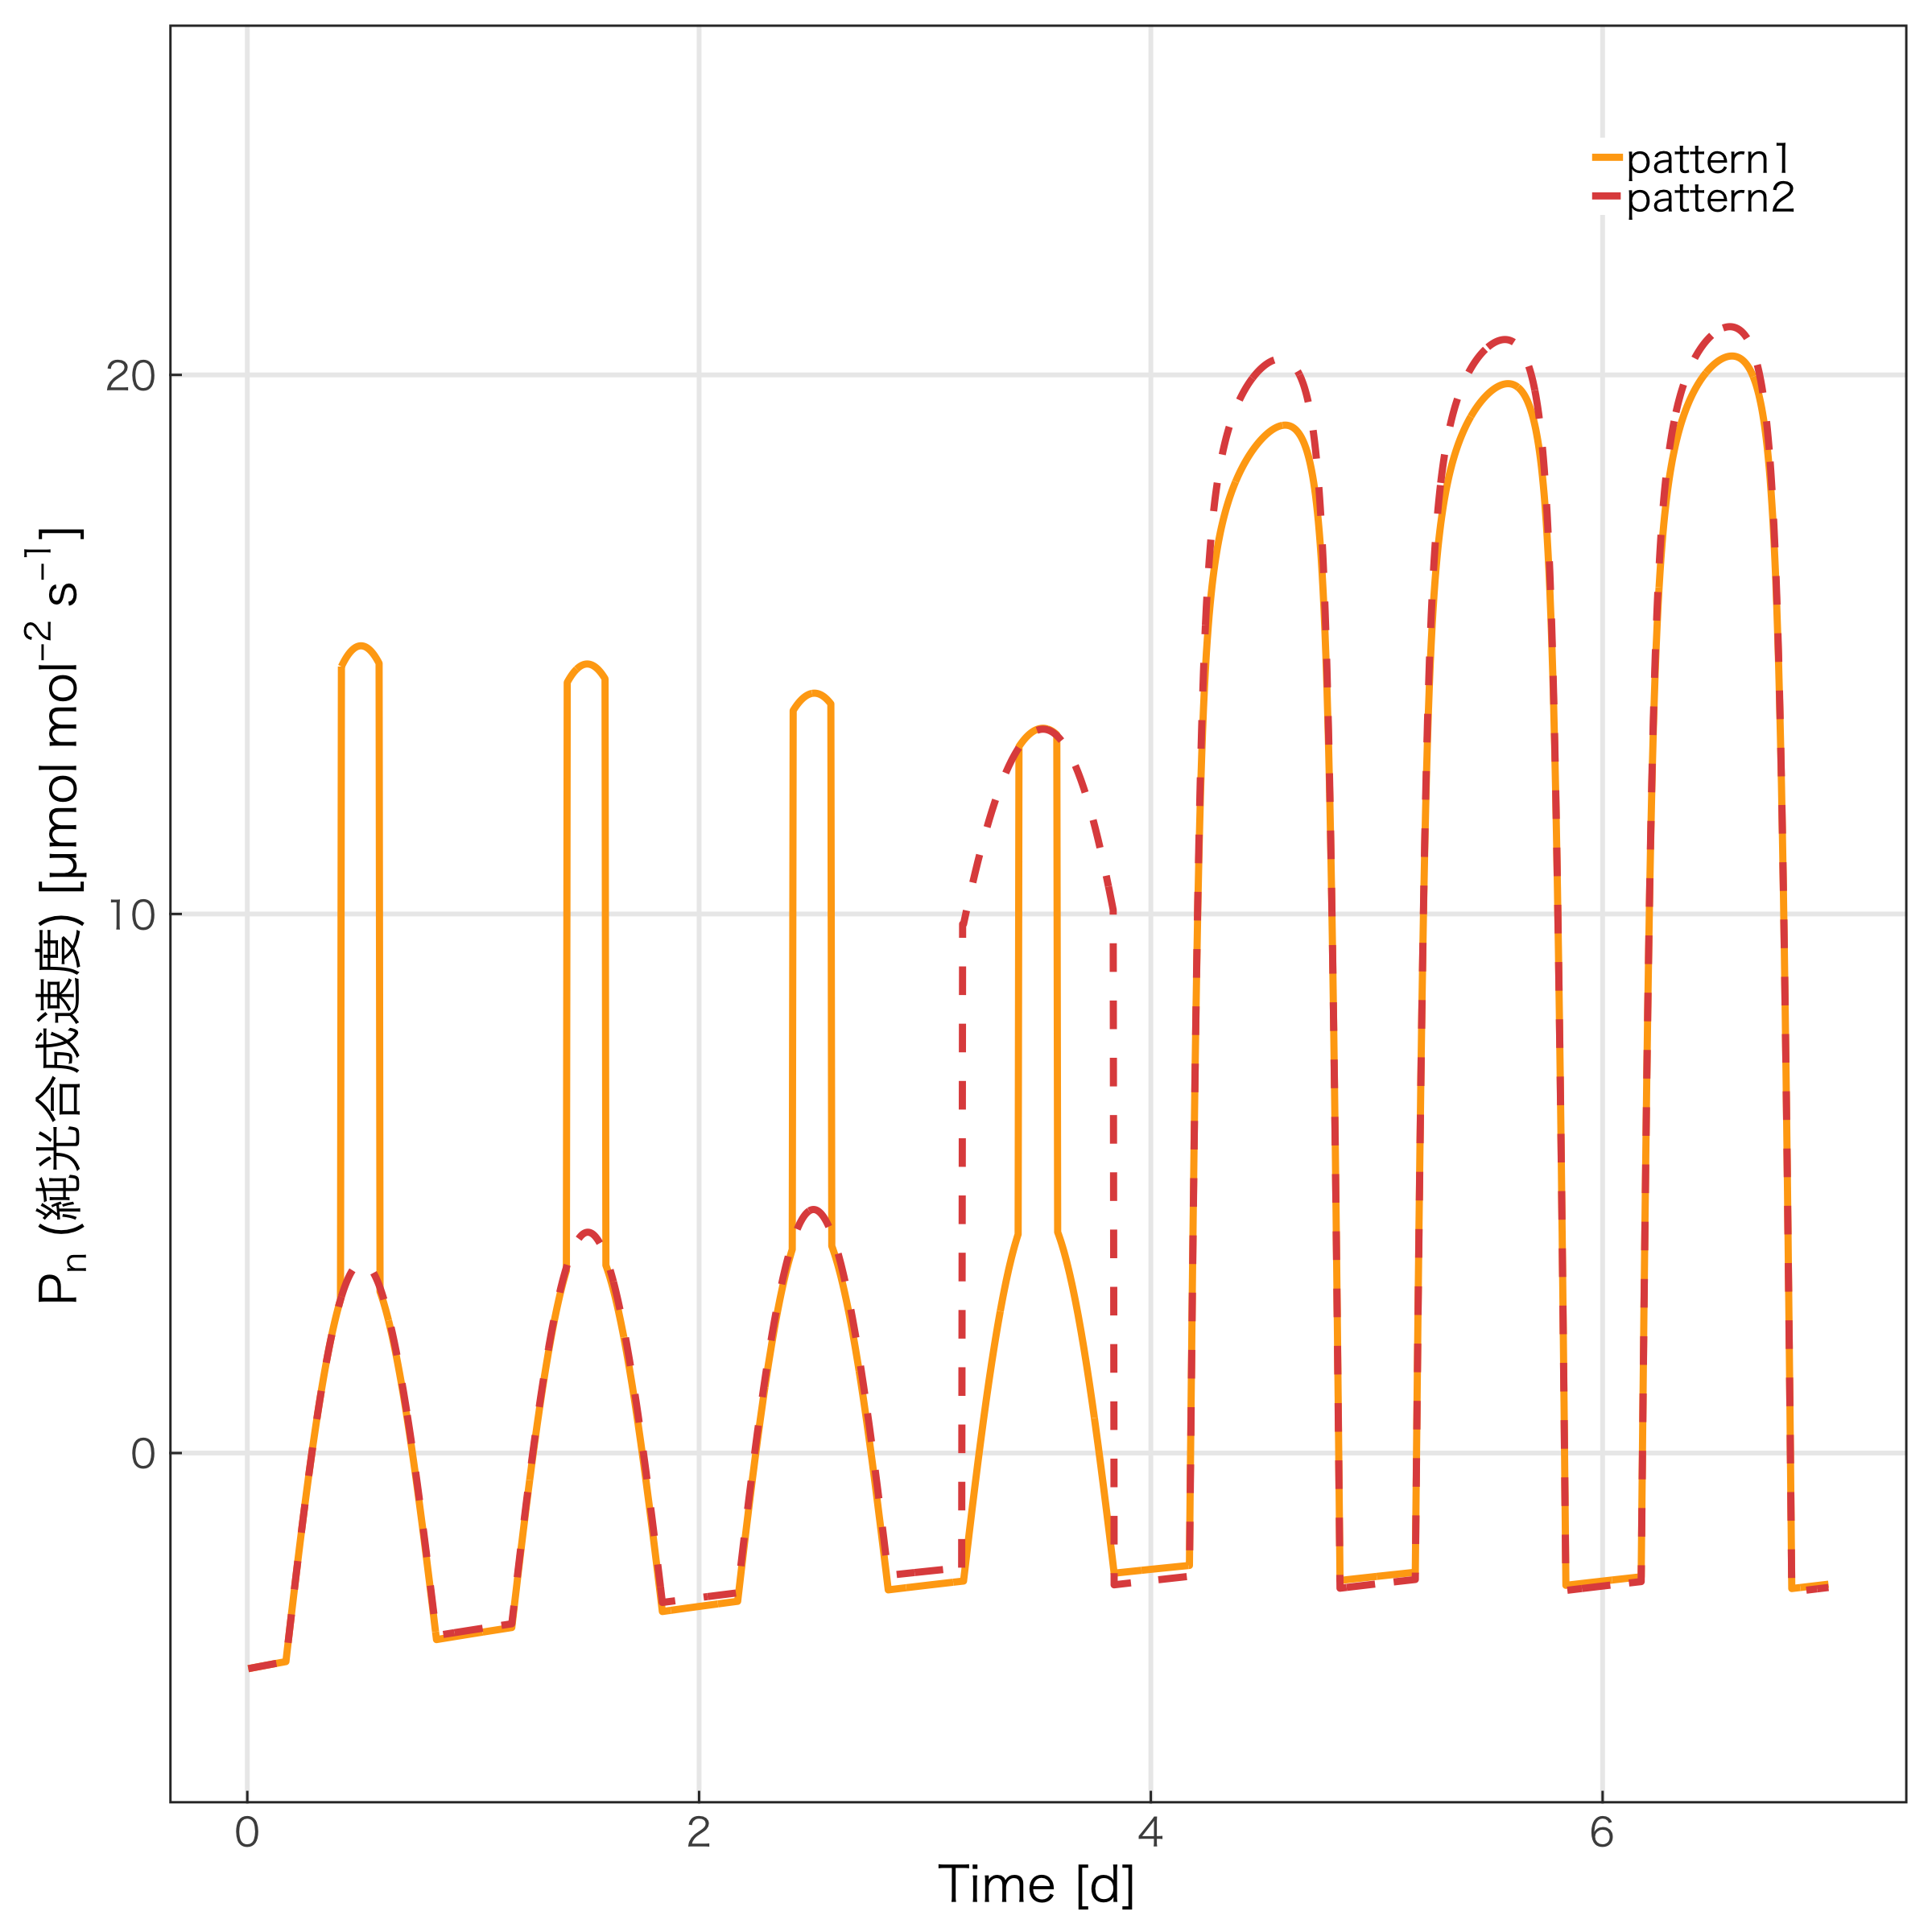 pattern1
pattern2
20
10
0
0
2
4
6
Time [d]
Pn (純光合成速度) [µmol mol−2 s−1]